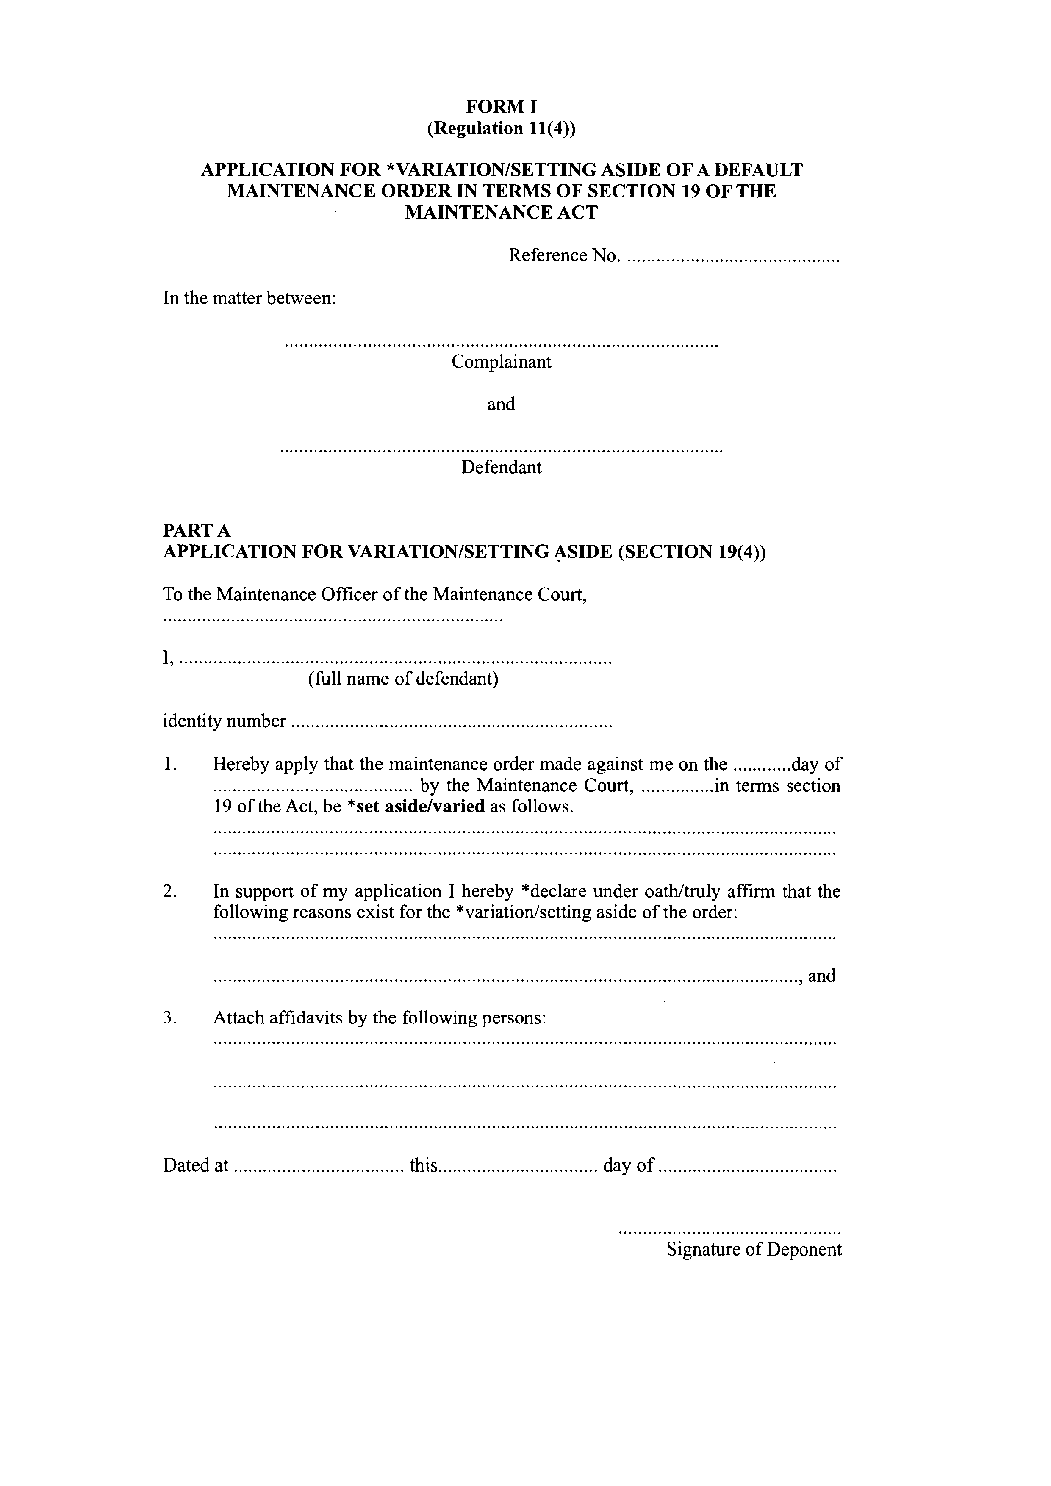 FORM I
(Regulation 11(4))
APPLICATION FOR *VARIATION/SETTING ASIDE OF A DEFAULT
MAINTENANCE ORDER IN TERMS OF SECTION 19 OF THE
MAINTENANCE ACT
Reference No. ...........................................
In the matter between:
.........................................................................................
Complainant
and
...........................................................................................
Defendant
PART A
APPLICATION FOR VARIATION/SETTING ASIDE (SECTION 19(4))
To the Maintenance Officer of the Maintenance Court,
......................................................................
I, .........................................................................................
(full name of defendant)
identity number ..................................................................
1. Hereby apply that the maintenance order made against me on the ............day of
......................................... by the Maintenance Court, ...............in terms section
19 of the Act, be *set aside/varied as follows.
................................................................................................................................
................................................................................................................................
2. In support of my application I hereby *declare under oath/truly affirm that the
following reasons exist for the *variation/setting aside of the order:
................................................................................................................................
........................................................................................................................, and
3. Attach affidavits by the following persons:
................................................................................................................................
................................................................................................................................
................................................................................................................................
Dated at ................................... this................................. day of .....................................
.............................................
Signature of Deponent